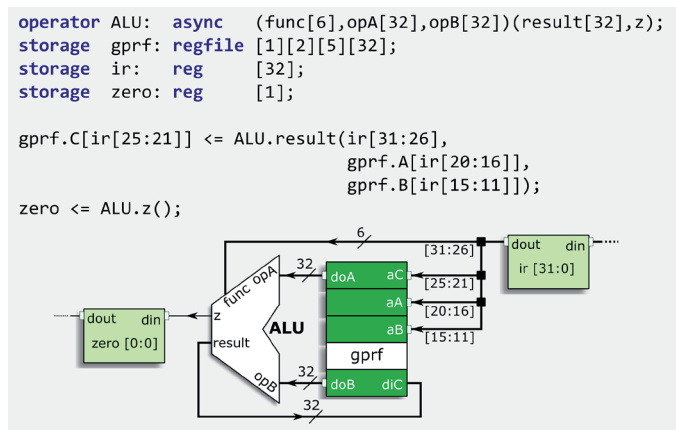 operator ALU: async (func[6],opA[32],opB[32])(result[32],z);
storage gprf: regfile [1][2][5][32];
storage ir: reg [32];
storage zero: reg [1];
gprf.C[ir[25:21]] <= ALU.result(ir[31:26],
gprf.A[ir[20:16]],
gprf.B[ir[15:11]]);
zero <= ALU.z();
6
[31:26]
dout din
ir [31:0]
32
func opA
doA aC
[25:21]
aA
[20:16]
aB
[15:11]
z
ALU
result
gprf
dout din
zero [0:0]
opB
32
doB diC
32